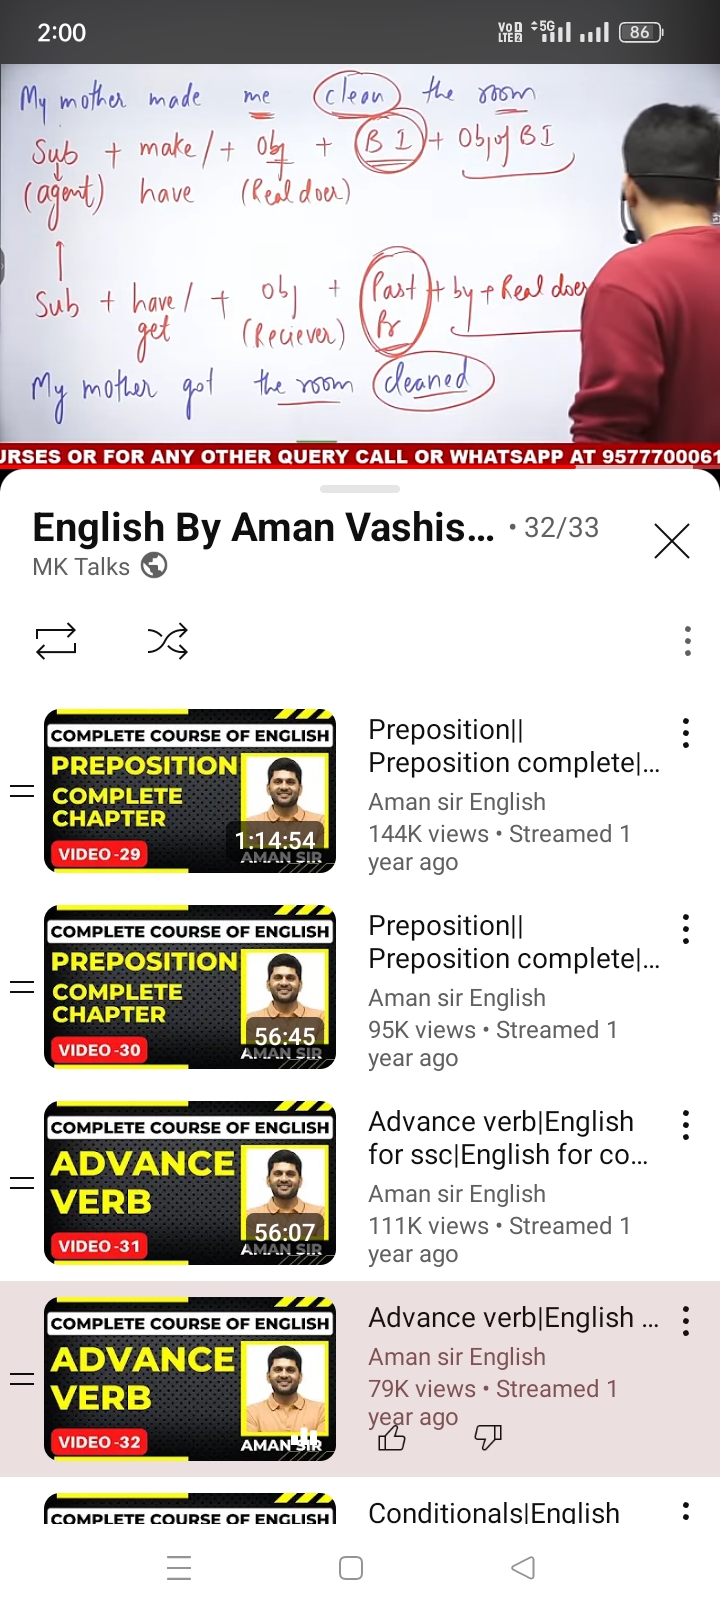 2:00
VoD LTE2 5G 86
My mother made me clean the room
Sub + make/ + Obj + B I + Obj of B I
(agent) have (Real doer)
Sub + have/ + obj + Past + by + Real doer
get (Reciever) Pr
My mother got the room cleaned
URSES OR FOR ANY OTHER QUERY CALL OR WHATSAPP AT 9577700061
English By Aman Vashis... • 32/33
MK Talks
COMPLETE COURSE OF ENGLISH
PREPOSITION
COMPLETE
CHAPTER
VIDEO -29
1:14:54
AMAN SIR
Preposition||
Preposition complete|...
Aman sir English
144K views • Streamed 1
year ago
COMPLETE COURSE OF ENGLISH
PREPOSITION
COMPLETE
CHAPTER
VIDEO -30
56:45
AMAN SIR
Preposition||
Preposition complete|...
Aman sir English
95K views • Streamed 1
year ago
COMPLETE COURSE OF ENGLISH
ADVANCE
VERB
VIDEO -31
56:07
AMAN SIR
Advance verb|English
for ssc|English for co...
Aman sir English
111K views • Streamed 1
year ago
COMPLETE COURSE OF ENGLISH
ADVANCE
VERB
VIDEO -32
AMAN SIR
Advance verb|English ...
Aman sir English
79K views • Streamed 1
year ago
COMPLETE COURSE OF ENGLISH
Conditionals|English